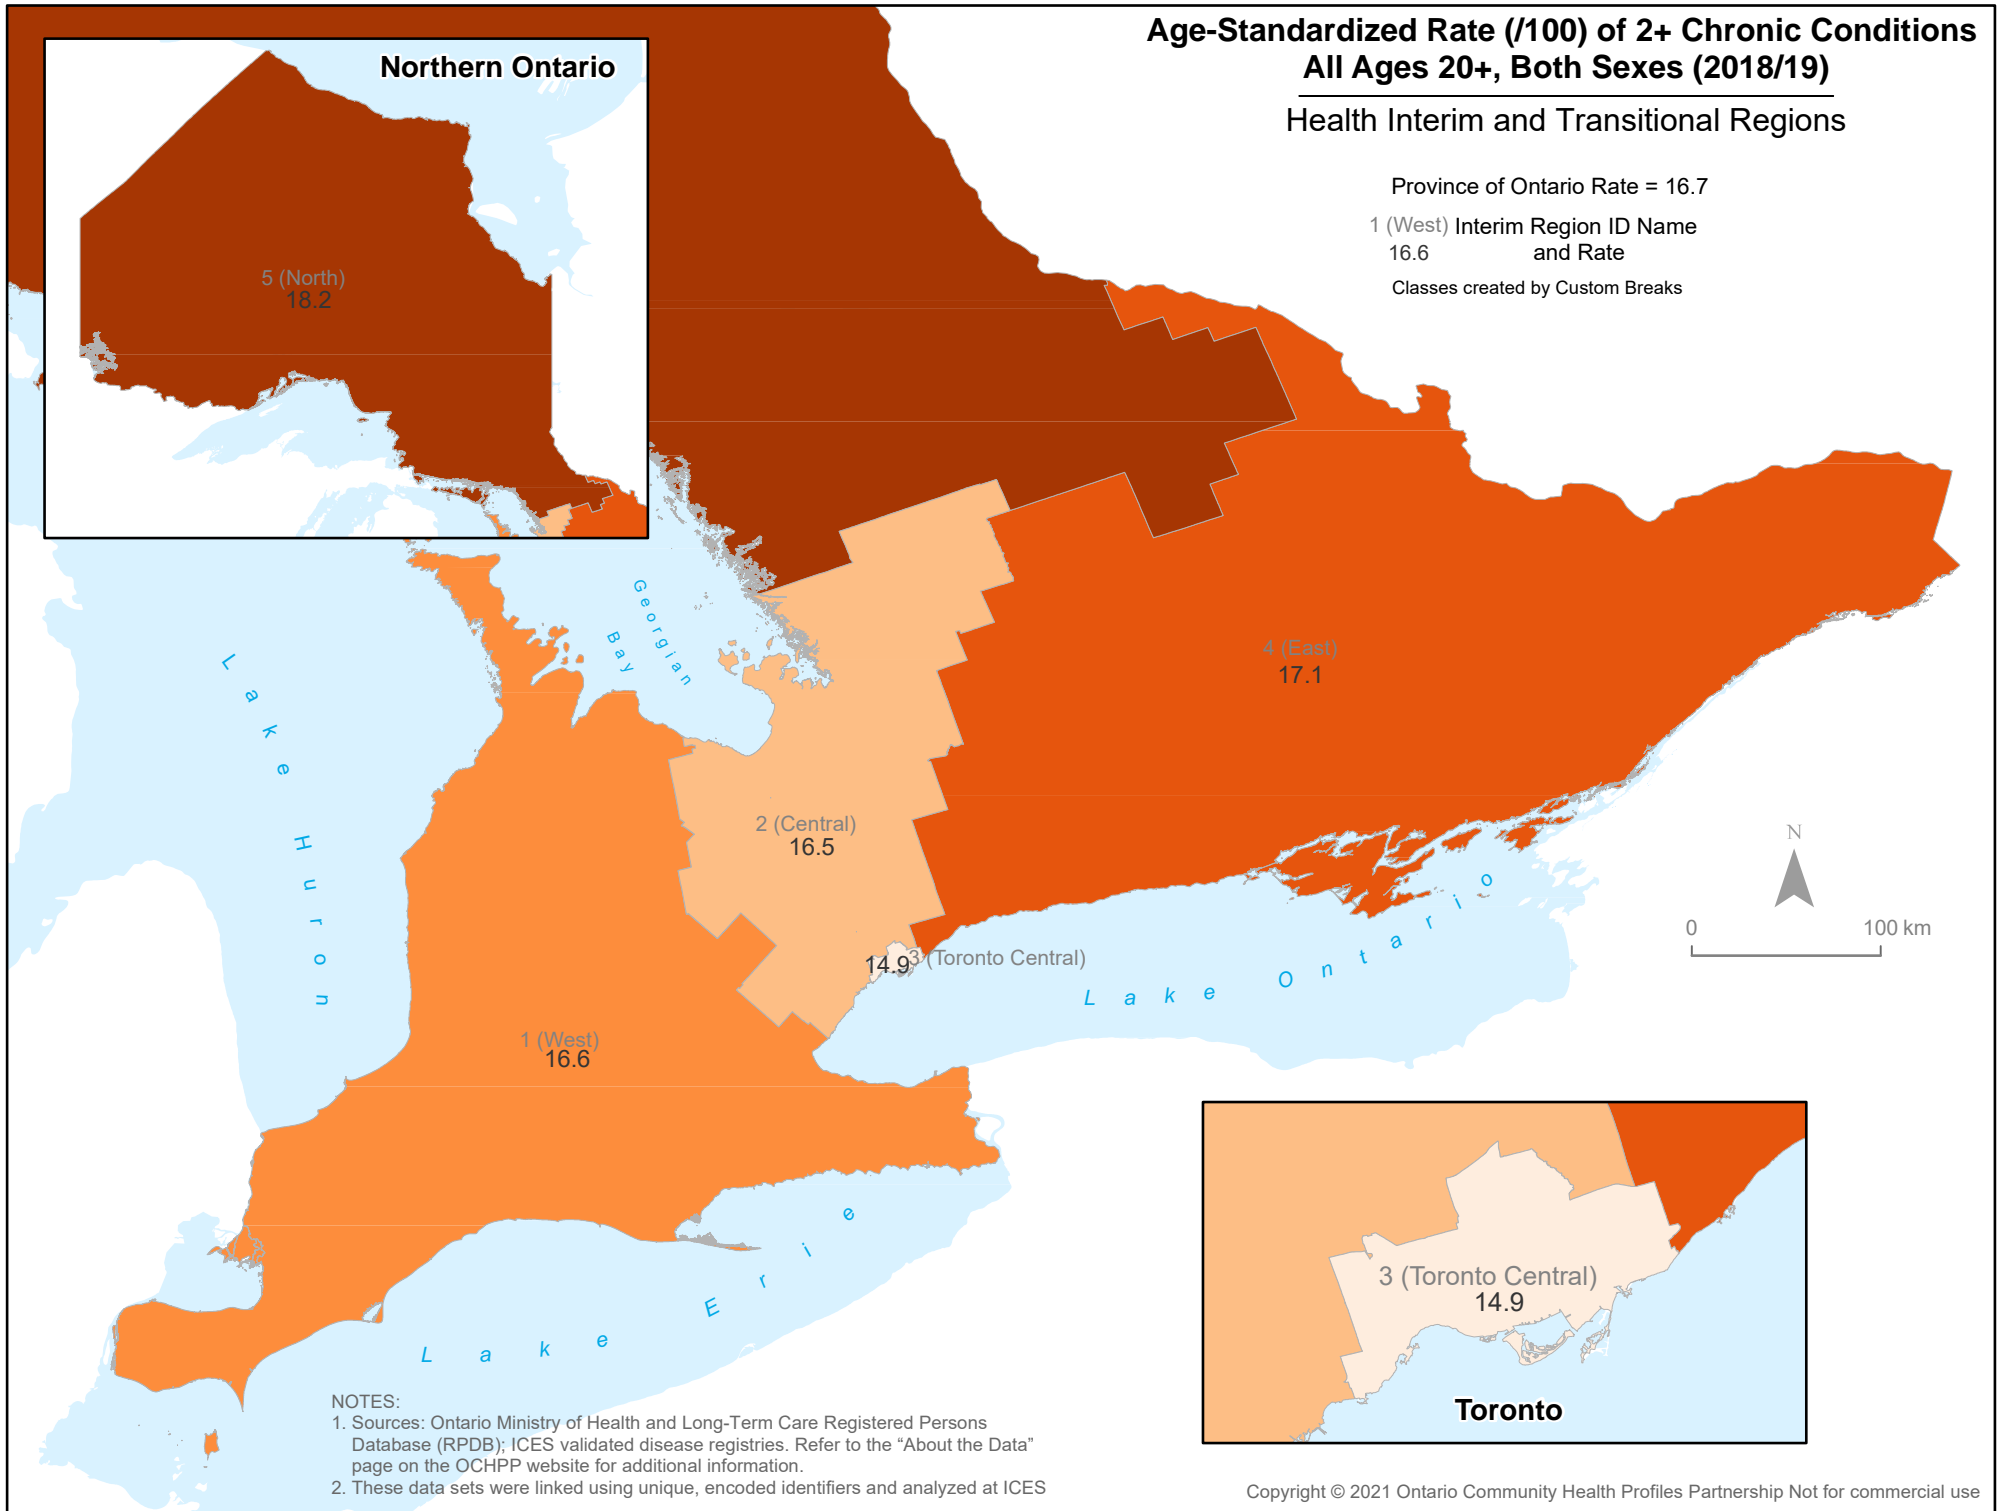 Age-Standardized Rate (/100) of 2+ Chronic Conditions
All Ages 20+, Both Sexes (2018/19)
Health Interim and Transitional Regions
Province of Ontario Rate = 16.7
1 (West) Interim Region ID Name
16.6 and Rate
Classes created by Custom Breaks
Northern Ontario
5 (North)
18.2
Georgian
Bay
Lake Huron
4 (East)
17.1
2 (Central)
16.5
N
0 100 km
14.9 3 (Toronto Central)
Lake Ontario
1 (West)
16.6
Lake Erie
3 (Toronto Central)
14.9
Toronto
NOTES:
1. Sources: Ontario Ministry of Health and Long-Term Care Registered Persons
Database (RPDB); ICES validated disease registries. Refer to the “About the Data”
page on the OCHPP website for additional information.
2. These data sets were linked using unique, encoded identifiers and analyzed at ICES
Copyright © 2021 Ontario Community Health Profiles Partnership Not for commercial use